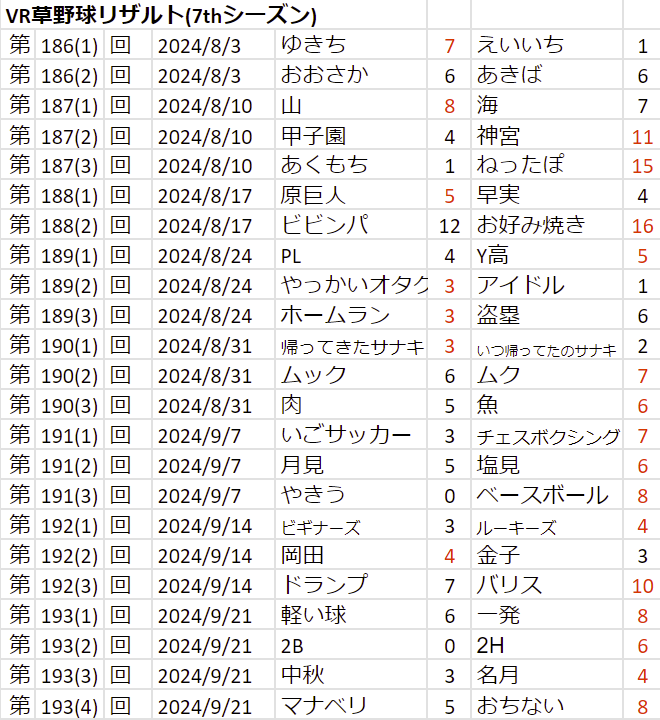 VR草野球リザルト(7thシーズン)
第 186(1) 回 2024/8/3 ゆきち 7 えいいち 1
第 186(2) 回 2024/8/3 おおさか 6 あきば 6
第 187(1) 回 2024/8/10 山 8 海 7
第 187(2) 回 2024/8/10 甲子園 4 神宮 11
第 187(3) 回 2024/8/10 あくもち 1 ねったぽ 15
第 188(1) 回 2024/8/17 原巨人 5 早実 4
第 188(2) 回 2024/8/17 ビビンパ 12 お好み焼き 16
第 189(1) 回 2024/8/24 PL 4 Y高 5
第 189(2) 回 2024/8/24 やっかいオタク 3 アイドル 1
第 189(3) 回 2024/8/24 ホームラン 3 盗塁 6
第 190(1) 回 2024/8/31 帰ってきたサナキ 3 いつ帰ってたのサナキ 2
第 190(2) 回 2024/8/31 ムック 6 ムク 7
第 190(3) 回 2024/8/31 肉 5 魚 6
第 191(1) 回 2024/9/7 いごサッカー 3 チェスボクシング 7
第 191(2) 回 2024/9/7 月見 5 塩見 6
第 191(3) 回 2024/9/7 やきう 0 ベースボール 8
第 192(1) 回 2024/9/14 ビギナーズ 3 ルーキーズ 4
第 192(2) 回 2024/9/14 岡田 4 金子 3
第 192(3) 回 2024/9/14 ドランプ 7 バリス 10
第 193(1) 回 2024/9/21 軽い球 6 一発 8
第 193(2) 回 2024/9/21 2B 0 2H 6
第 193(3) 回 2024/9/21 中秋 3 名月 4
第 193(4) 回 2024/9/21 マナベリ 5 おちない 8